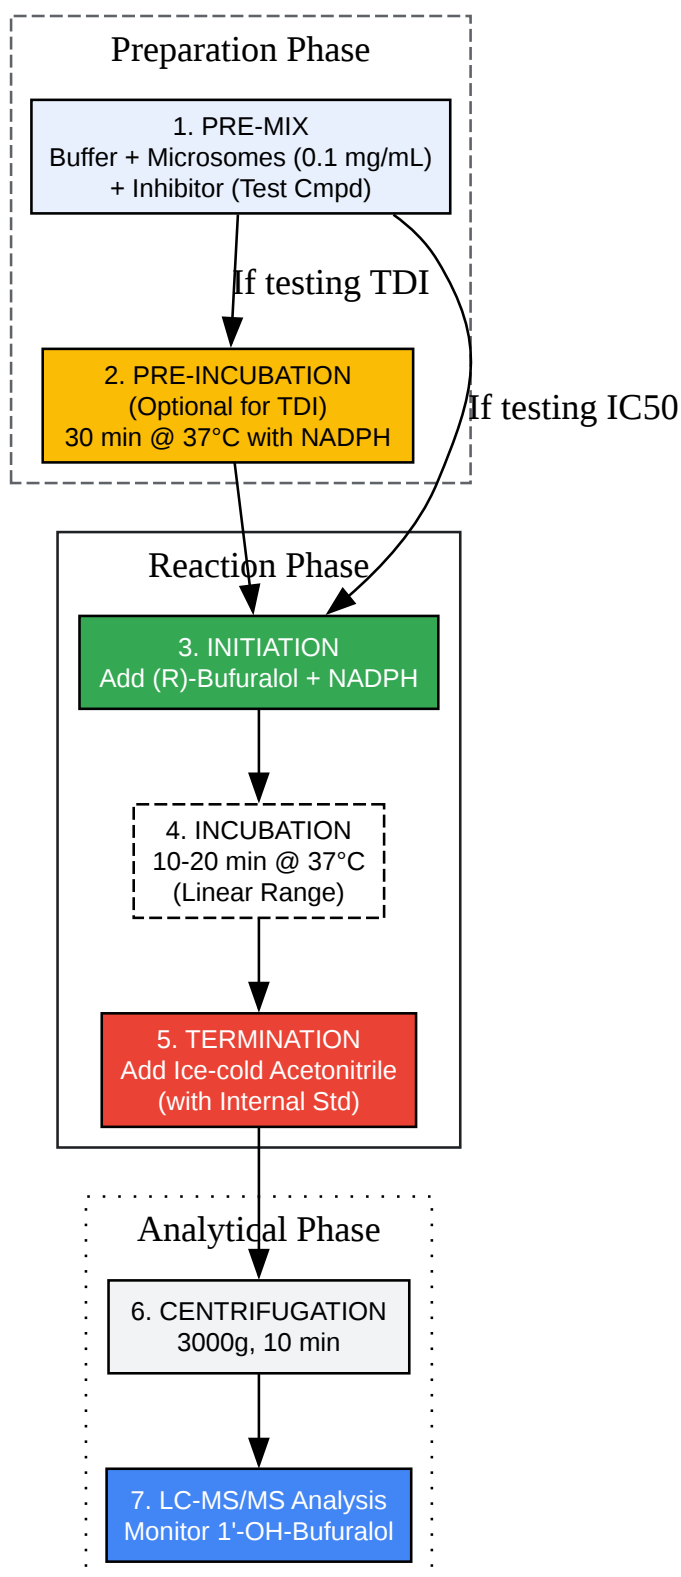 Preparation Phase
1. PRE-MIX
Buffer + Microsomes (0.1 mg/mL)
+ Inhibitor (Test Cmpd)
If testing TDI
2. PRE-INCUBATION
(Optional for TDI)
30 min @ 37°C with NADPH
If testing IC50
Reaction Phase
3. INITIATION
Add (R)-Bufuralol + NADPH
4. INCUBATION
10-20 min @ 37°C
(Linear Range)
5. TERMINATION
Add Ice-cold Acetonitrile
(with Internal Std)
Analytical Phase
6. CENTRIFUGATION
3000g, 10 min
7. LC-MS/MS Analysis
Monitor 1'-OH-Bufuralol